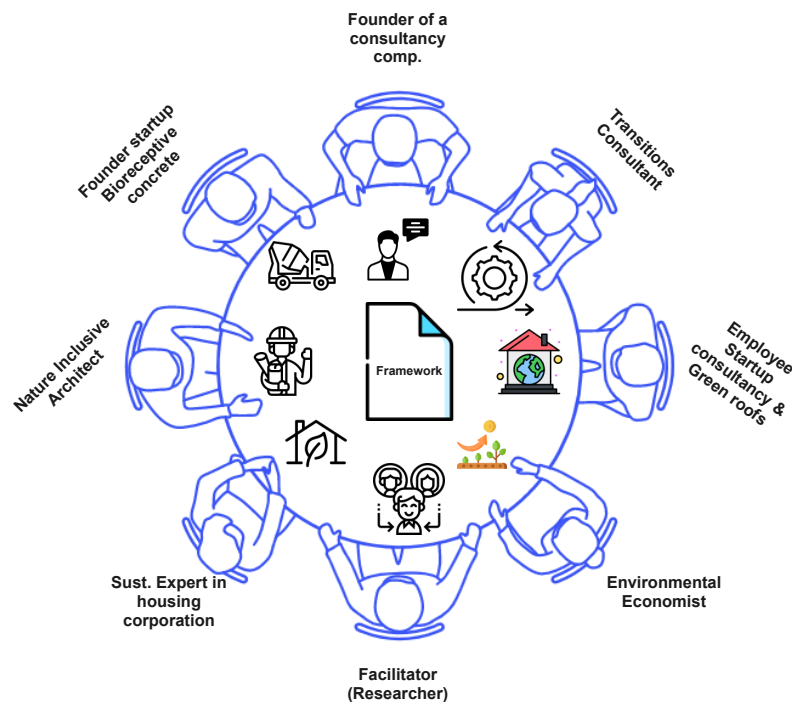 Founder of a
consultancy
comp.
Founder startup
Bioreceptive
concrete
Transitions
Consultant
Framework
Nature Inclusive
Architect
Employee
Startup
consultancy &
Green roofs
Sust. Expert in
housing
corporation
Environmental
Economist
Facilitator
(Researcher)